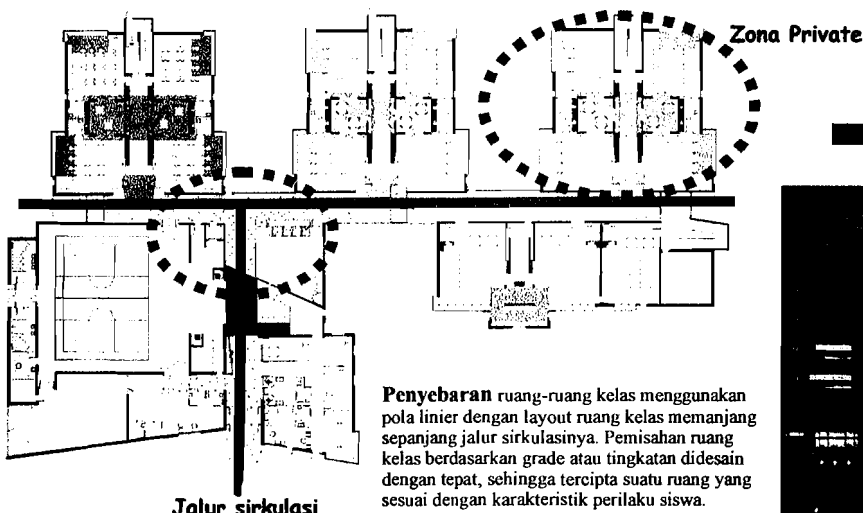 Zona Private
Penyebaran ruang-ruang kelas menggunakan
pola linier dengan layout ruang kelas memanjang
sepanjang jalur sirkulasinya. Pemisahan ruang
kelas berdasarkan grade atau tingkatan didesain
dengan tepat, sehingga tercipta suatu ruang yang
sesuai dengan karakteristik perilaku siswa.
Jalur sirkulasi